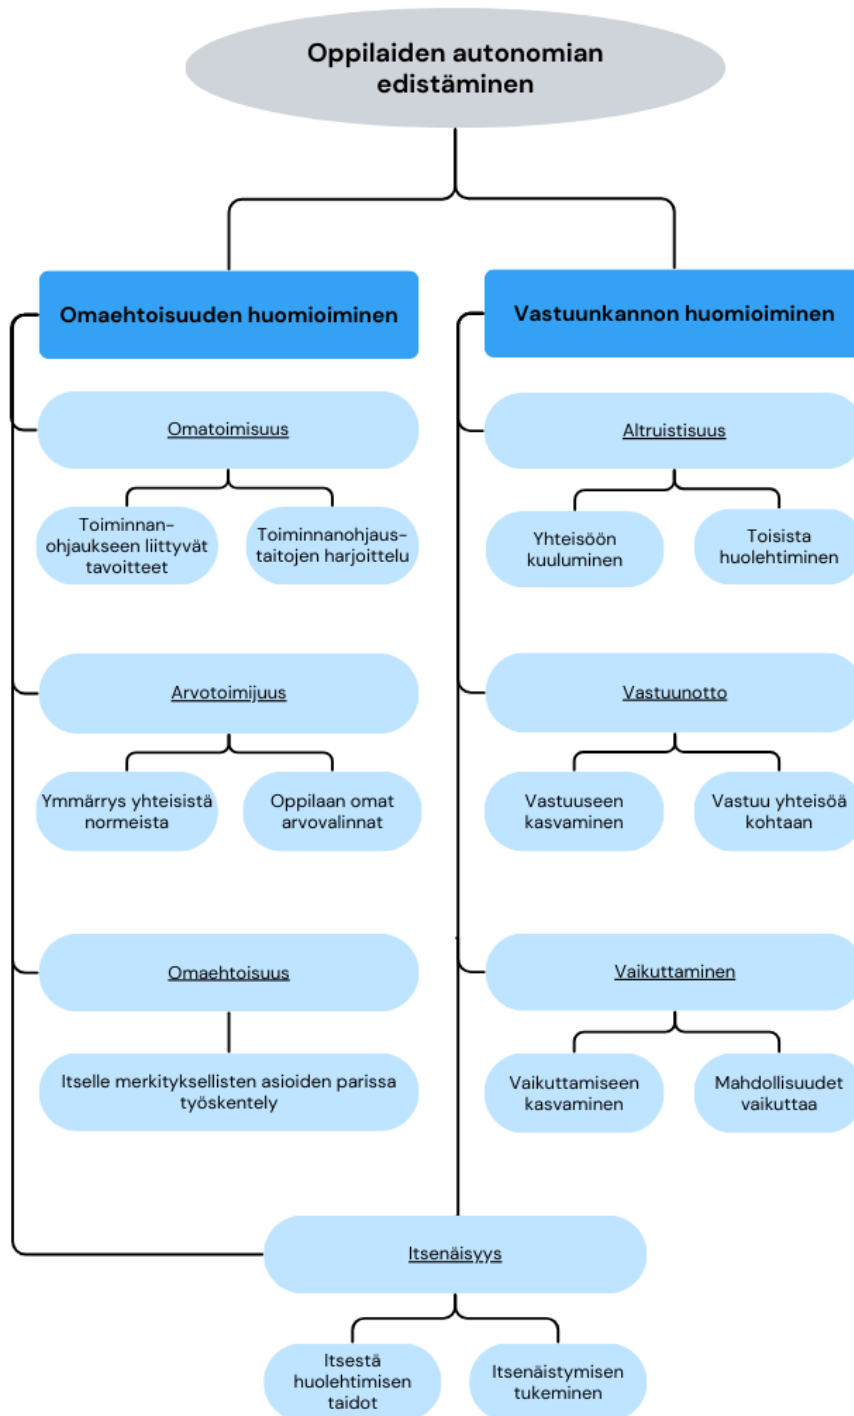 Oppilaiden autonomian
edistäminen
Omaehtoisuuden huomioiminen
Vastuunkannon huomioiminen
Omatoimisuus
Altruistisuus
Toiminnan-
ohjaukseen liittyvät
tavoitteet
Toiminnanohjaus-
taitojen harjoittelu
Yhteisöön
kuuluminen
Toisista
huolehtiminen
Arvotoimijuus
Vastuunotto
Ymmärrys yhteisistä
normeista
Oppilaan omat
arvovalinnat
Vastuuseen
kasvaminen
Vastuu yhteisöä
kohtaan
Omaehtoisuus
Vaikuttaminen
Itselle merkityksellisten asioiden parissa
työskentely
Vaikuttamiseen
kasvaminen
Mahdollisuudet
vaikuttaa
Itsenäisyys
Itsestä
huolehtimisen
taidot
Itsenäistymisen
tukeminen